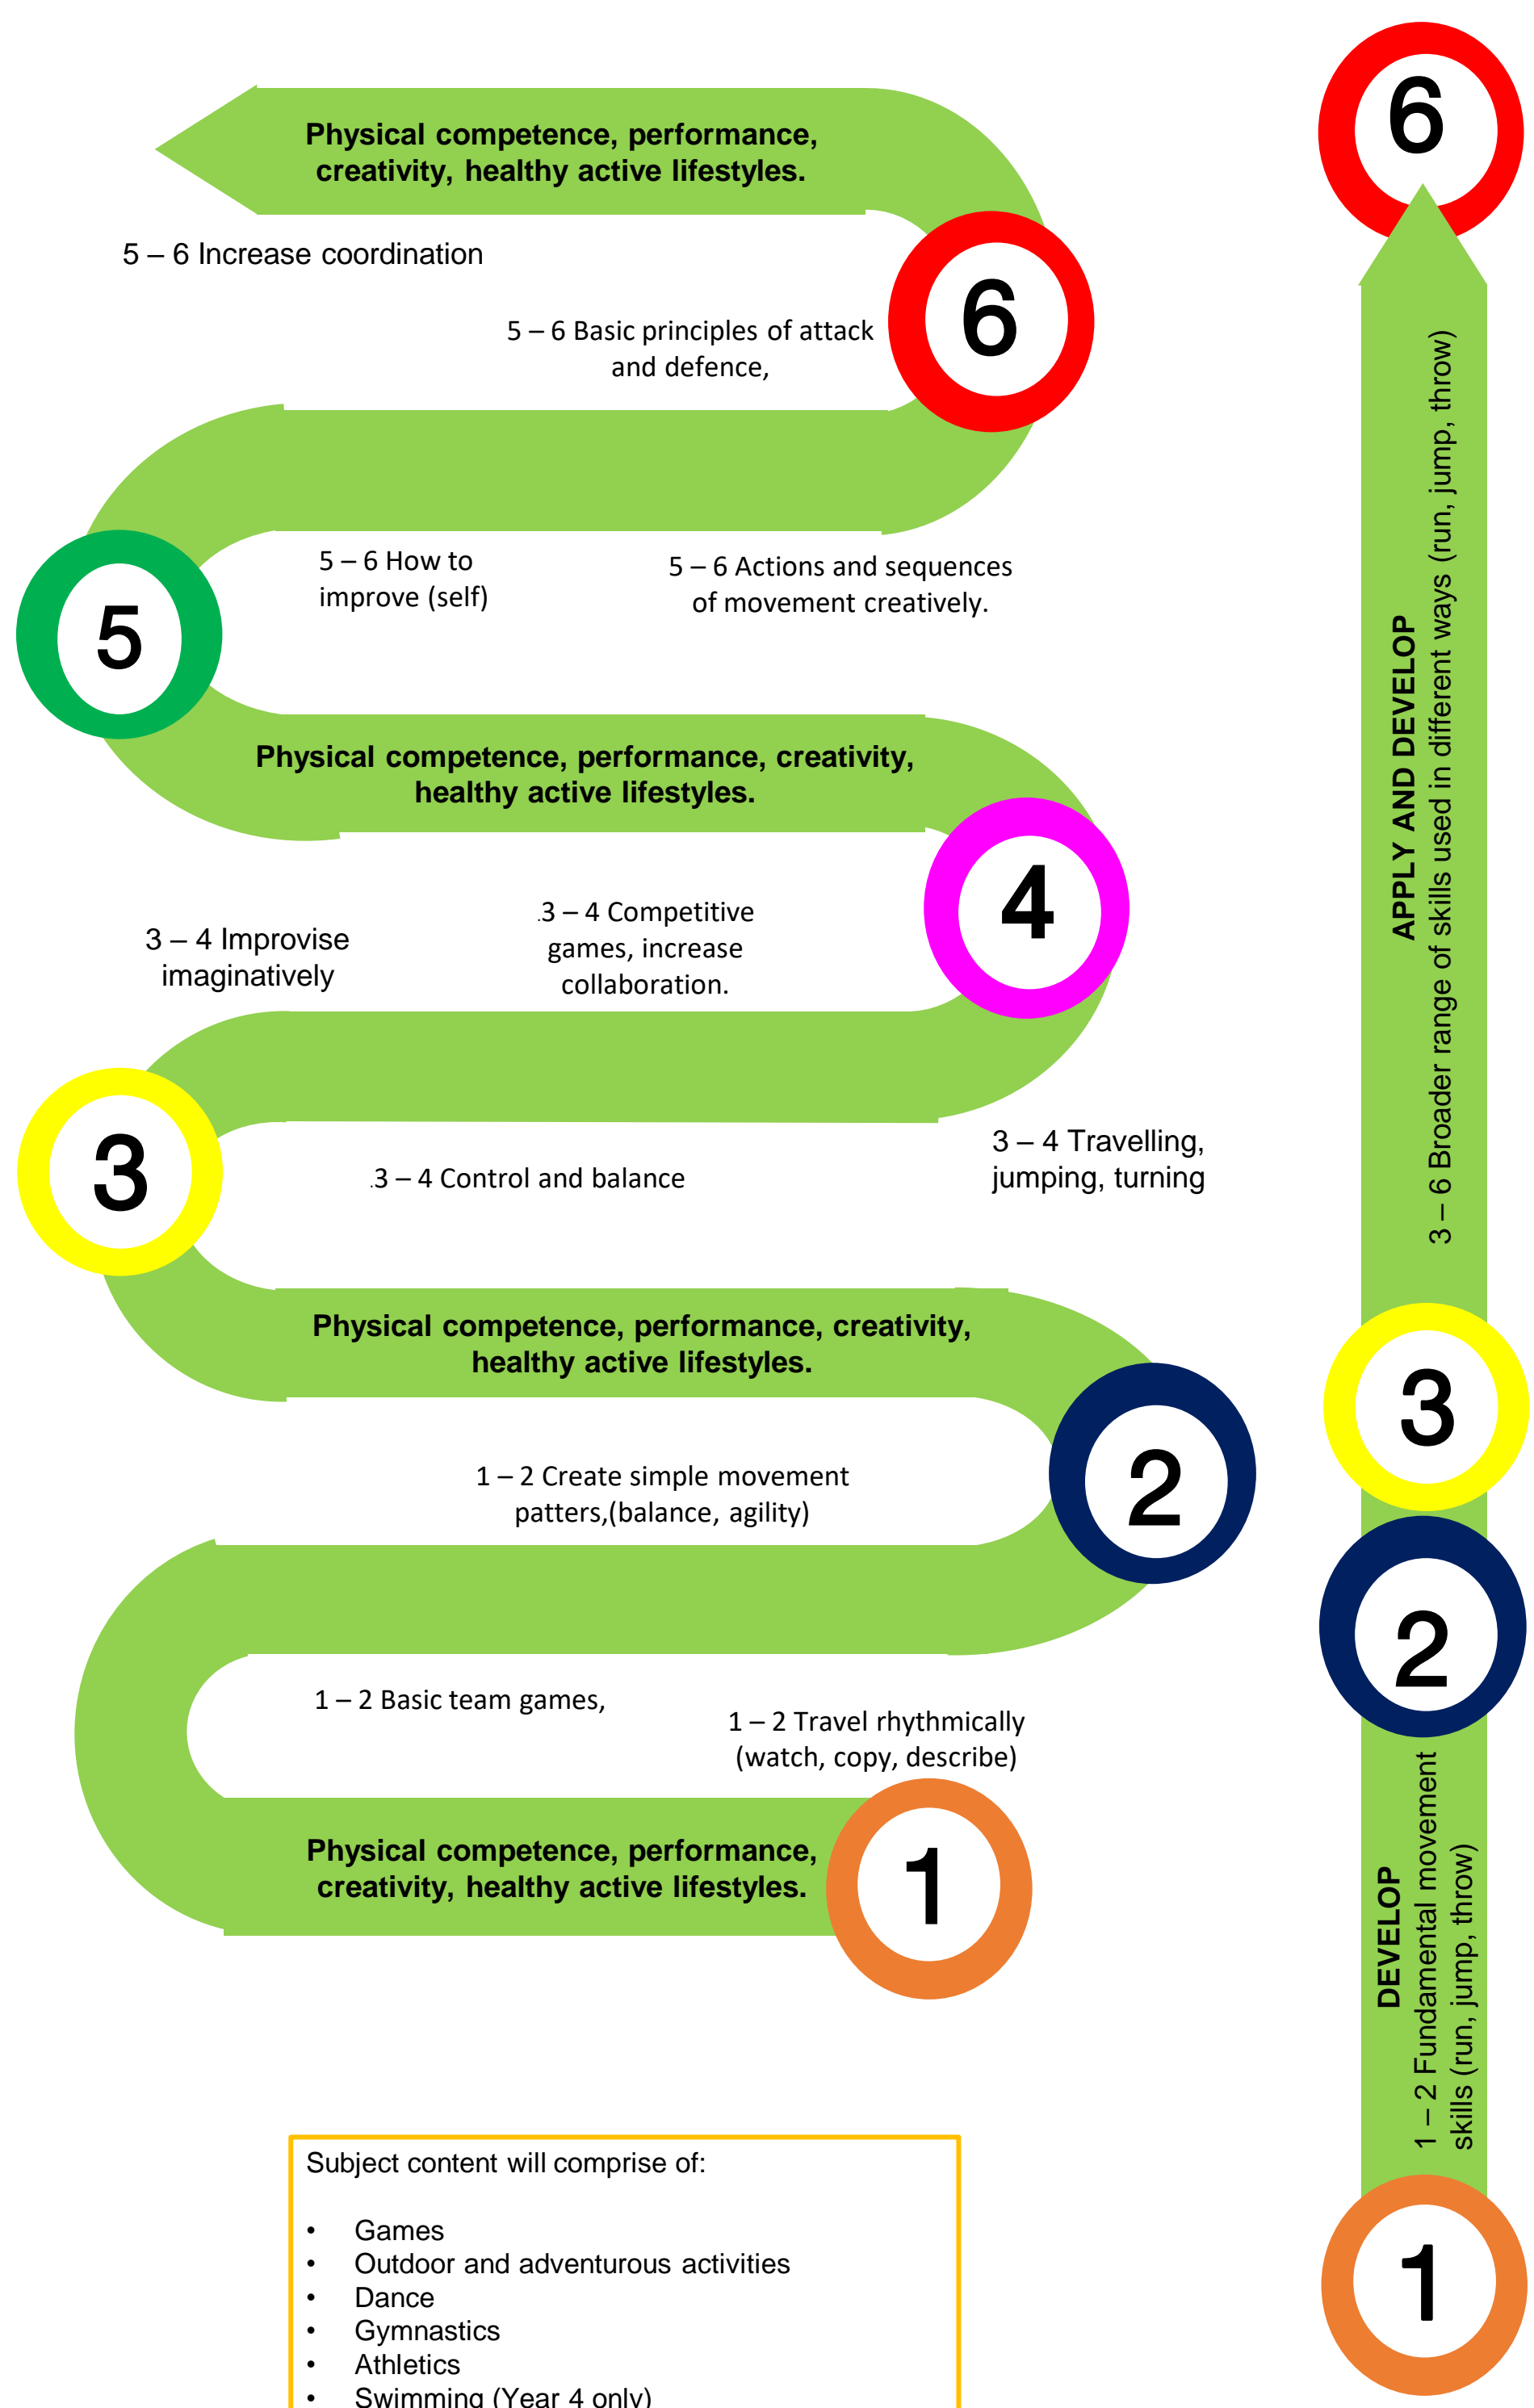 Physical competence, performance,
creativity, healthy active lifestyles.
5 – 6 Increase coordination
6
5 – 6 Basic principles of attack
and defence,
5
5 – 6 How to
improve (self)
5 – 6 Actions and sequences
of movement creatively.
Physical competence, performance, creativity,
healthy active lifestyles.
4
3 – 4 Improvise
imaginatively
.3 – 4 Competitive
games, increase
collaboration.
3
.3 – 4 Control and balance
3 – 4 Travelling,
jumping, turning
Physical competence, performance, creativity,
healthy active lifestyles.
2
1 – 2 Create simple movement
patters,(balance, agility)
1 – 2 Basic team games,
1 – 2 Travel rhythmically
(watch, copy, describe)
Physical competence, performance,
creativity, healthy active lifestyles.
1
Subject content will comprise of:
• Games
• Outdoor and adventurous activities
• Dance
• Gymnastics
• Athletics
• Swimming (Year 4 only)
6
APPLY AND DEVELOP
3 – 6 Broader range of skills used in different ways (run, jump, throw)
3
2
DEVELOP
1 – 2 Fundamental movement
skills (run, jump, throw)
1